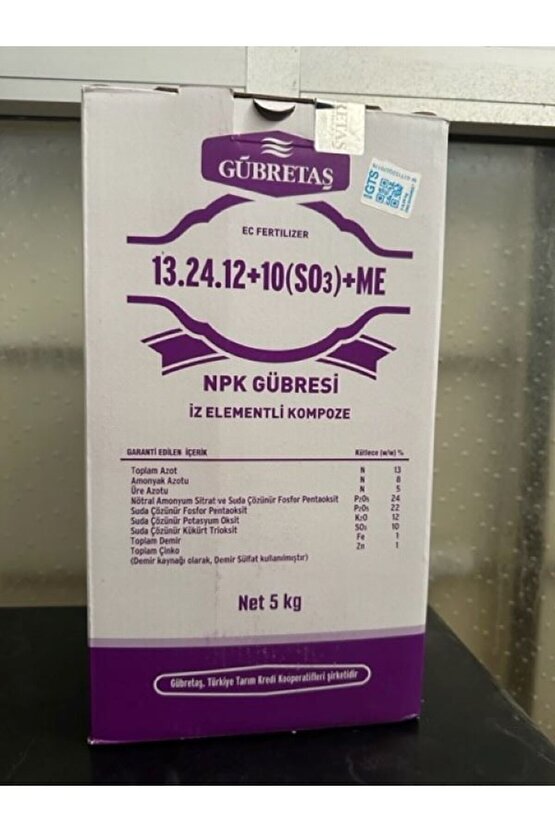 GÜBRETAŞ
iGTS
EC FERTILIZER
13.24.12+10(SO3)+ME
NPK GÜBRESİ
İZ ELEMENTLİ KOMPOZE
GARANTİ EDİLEN İÇERİK Kütlece (w/w) %
Toplam Azot N 13
Amonyak Azotu N 8
Üre Azotu N 5
Nötral Amonyum Sitrat ve Suda Çözünür Fosfor Pentaoksit P2O5 24
Suda Çözünür Fosfor Pentaoksit P2O5 22
Suda Çözünür Potasyum Oksit K2O 12
Suda Çözünür Kükürt Trioksit SO3 10
Toplam Demir Fe 1
Toplam Çinko Zn 1
(Demir kaynağı olarak, Demir Sülfat kullanılmıştır)
Net 5 kg
Gübretaş, Türkiye Tarım Kredi Kooperatifleri şirketidir